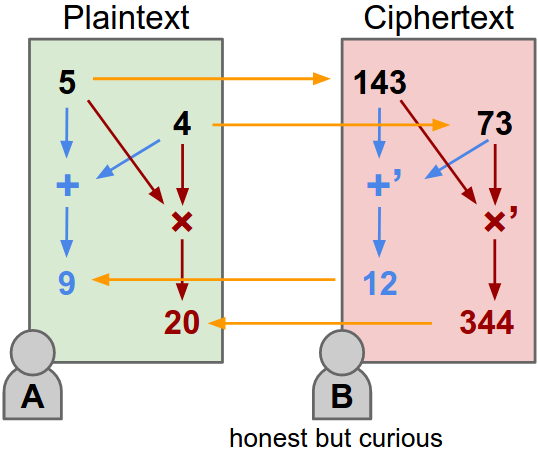 Plaintext Ciphertext
5 143
4 73
+ +’
× ×’
9 12
20 344
A B
honest but curious